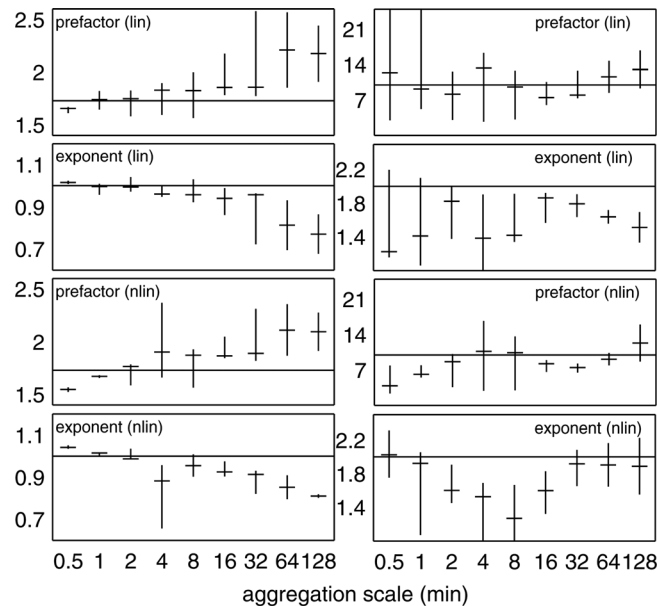 2.5
prefactor (lin)
2
1.5
21
prefactor (lin)
14
7
1.1
exponent (lin)
0.9
0.7
2.2
exponent (lin)
1.8
1.4
2.5
prefactor (nlin)
2
1.5
21
prefactor (nlin)
14
7
1.1
exponent (nlin)
0.9
0.7
2.2
exponent (nlin)
1.8
1.4
0.5 1 2 4 8 16 32 64 128
0.5 1 2 4 8 16 32 64 128
aggregation scale (min)